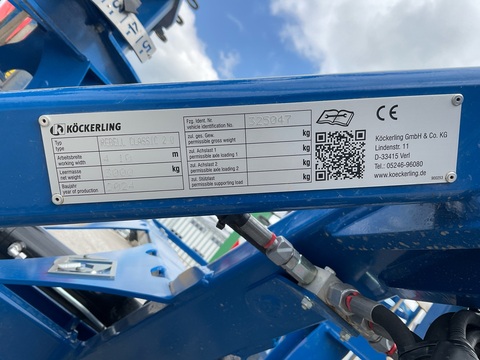 KÖCKERLING
Typ
type
REBELL CLASSIC
Arbeitsbreite
working width
m
Leermasse
net weight
kg
Baujahr
year of production
Fzg. Ident. Nr.
vehicle identification No.
zul. ges. Gew.
permissible gross weight
kg
zul. Achslast 1
permissible axle loading 1
kg
zul. Achslast 2
permissible axle loading 2
kg
zul. Stützlast
permissible supporting load
kg
CE
Köckerling GmbH & Co. KG
Lindenstr. 11
D-33415 Verl
Tel.: 05246-96080
www.koeckerling.de